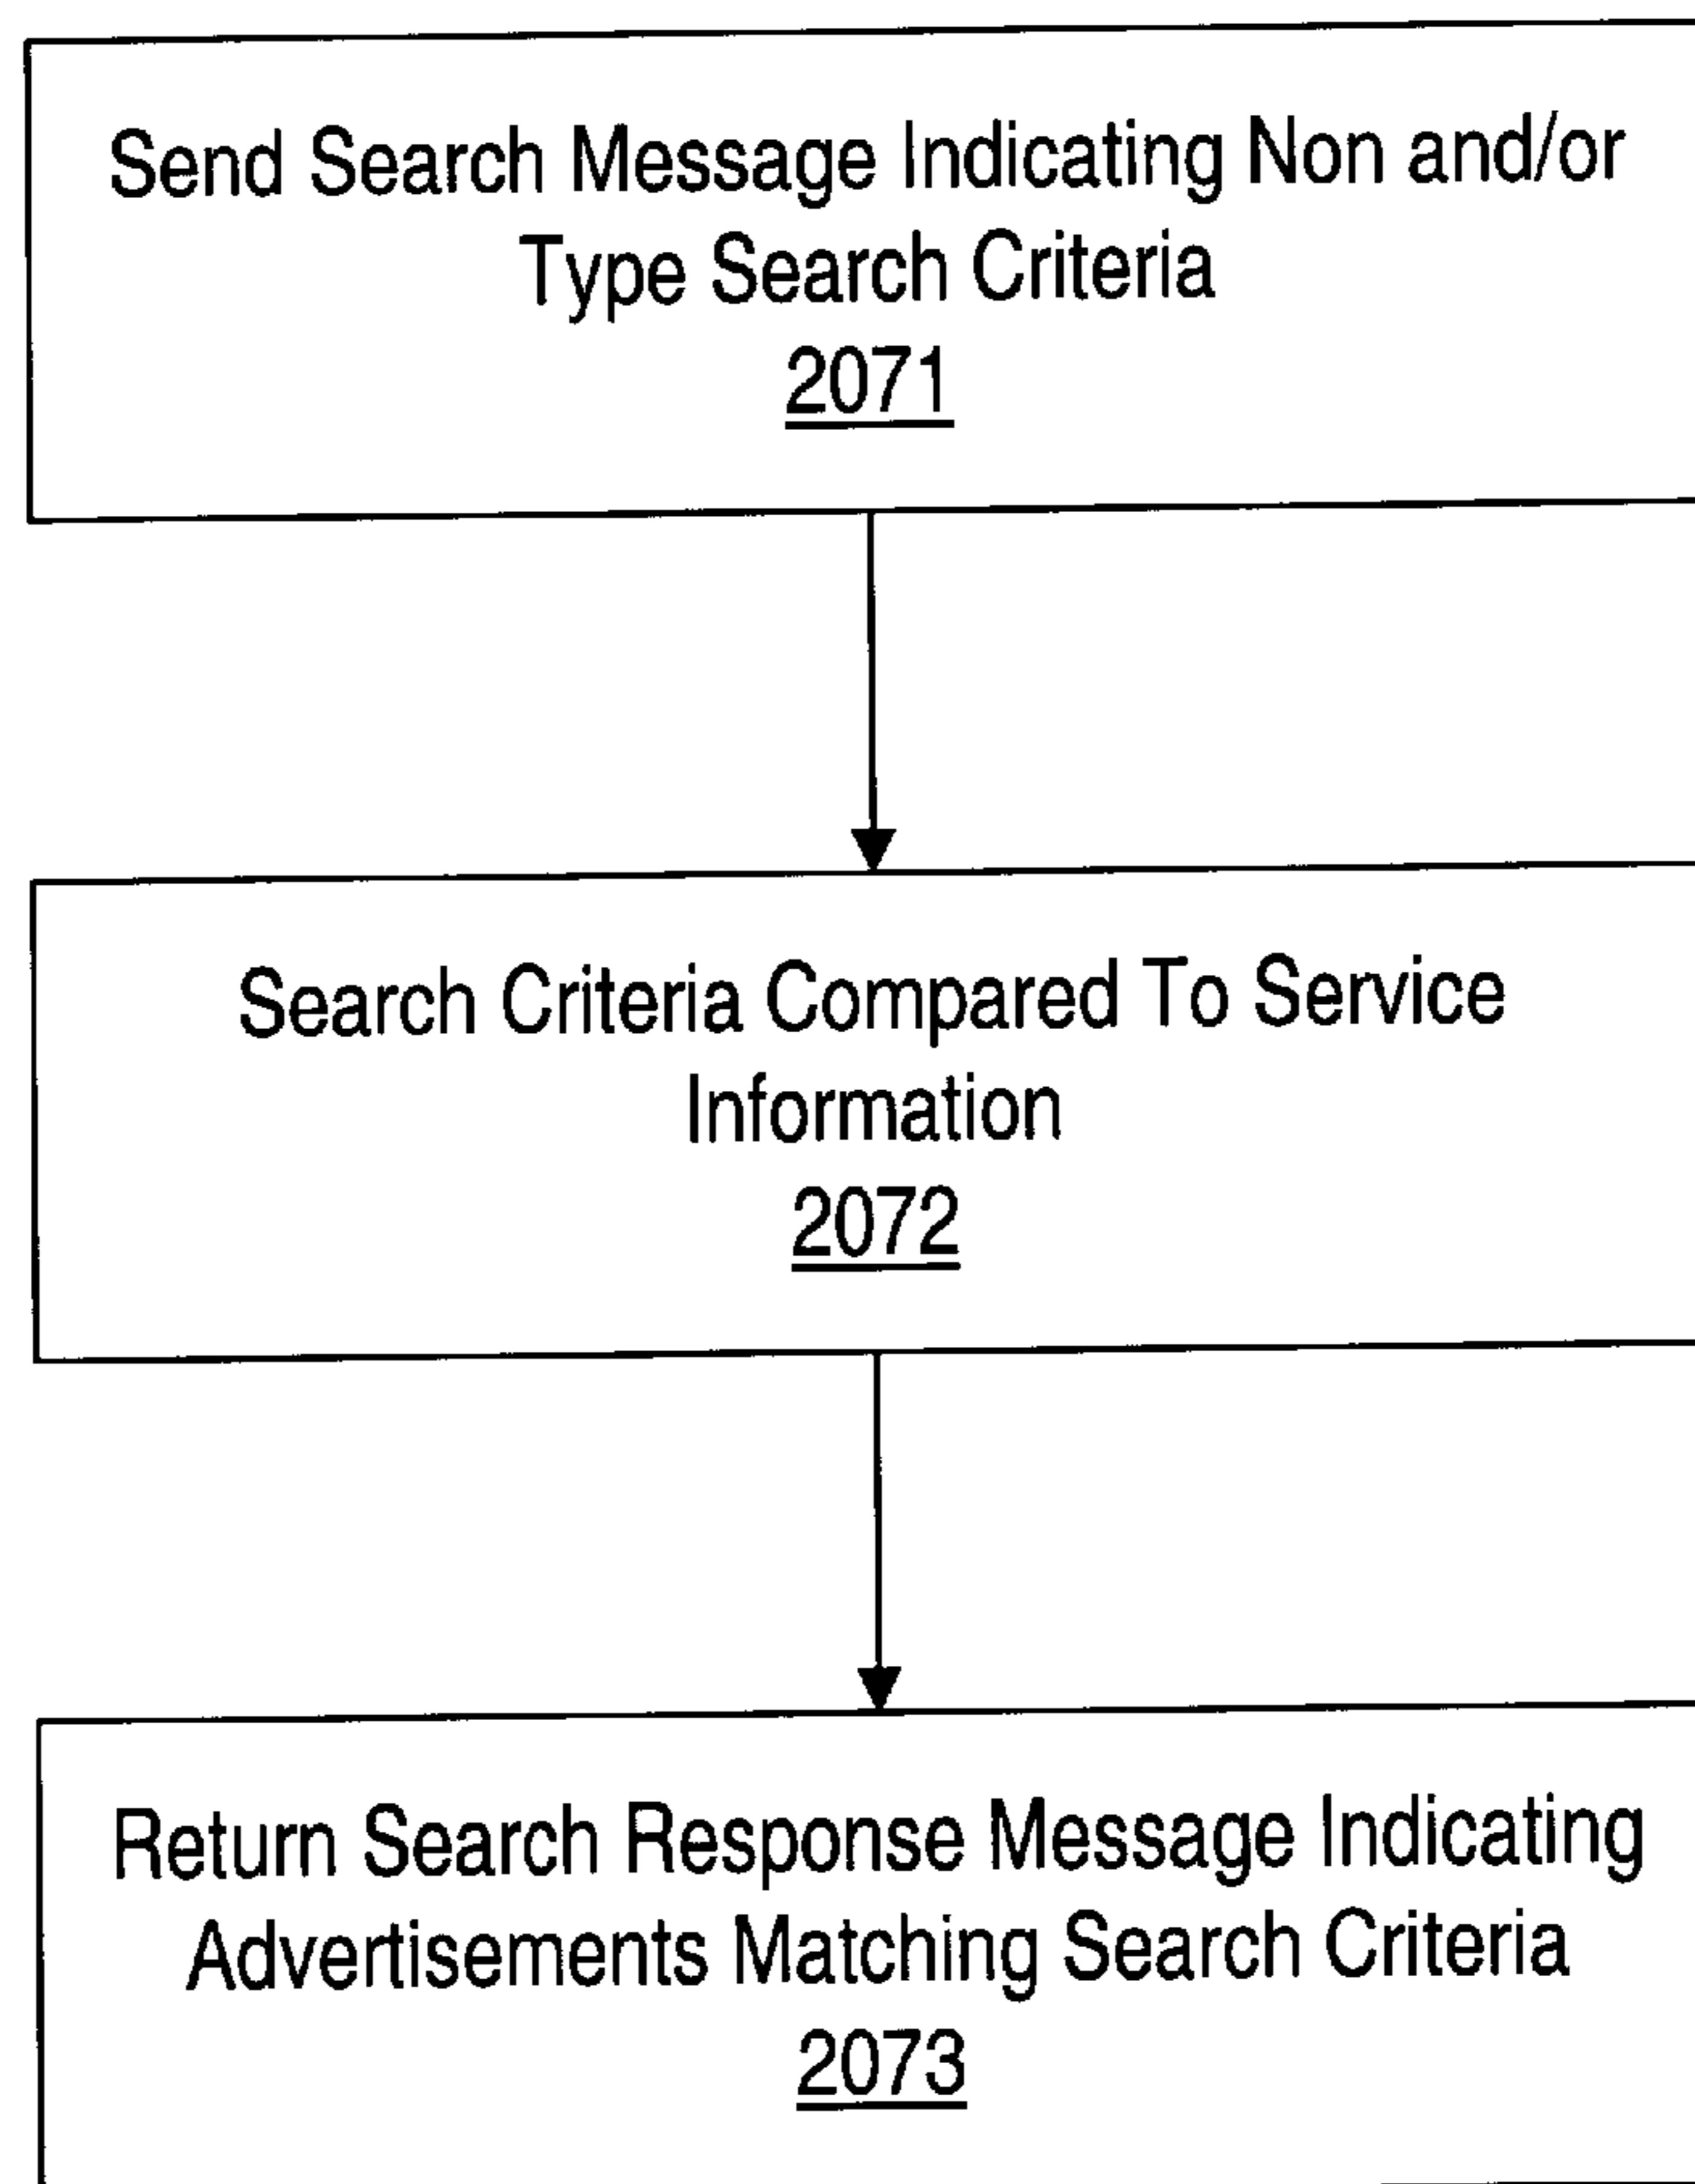 Send Search Message Indicating Non and/or
Type Search Criteria
2071
Search Criteria Compared To Service
Information
2072
Return Search Response Message Indicating
Advertisements Matching Search Criteria
2073